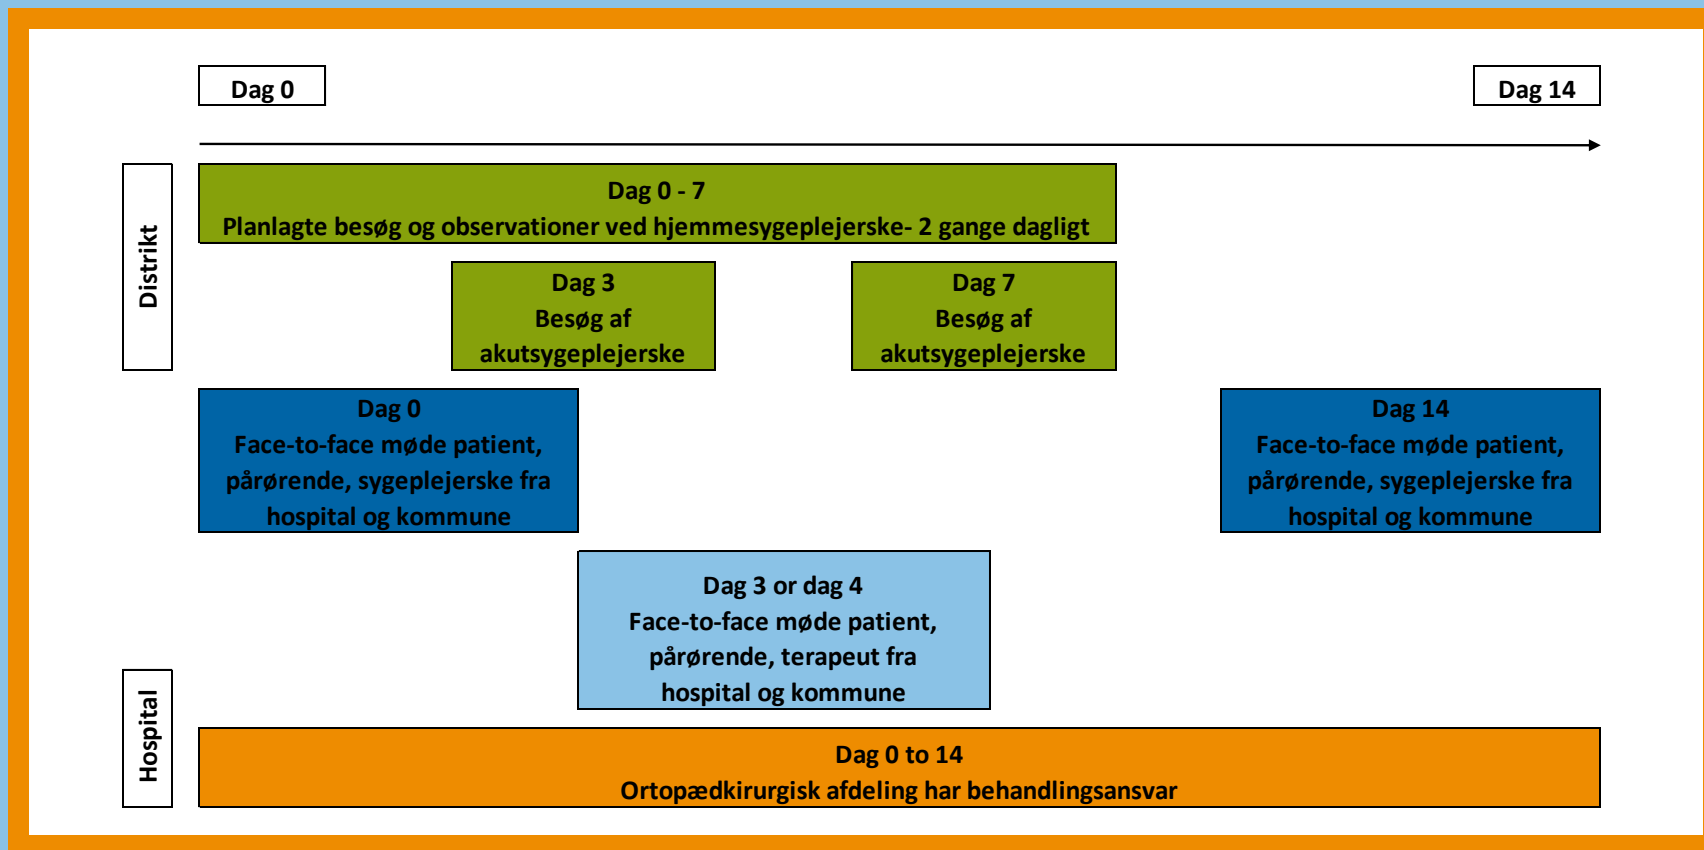 Dag 0
Dag 14
Distrikt
Dag 0 - 7
Planlagte besøg og observationer ved hjemmesygeplejerske- 2 gange dagligt
Dag 3
Besøg af
akutsygeplejerske
Dag 7
Besøg af
akutsygeplejerske
Dag 0
Face-to-face møde patient,
pårørende, sygeplejerske fra
hospital og kommune
Dag 14
Face-to-face møde patient,
pårørende, sygeplejerske fra
hospital og kommune
Dag 3 or dag 4
Face-to-face møde patient,
pårørende, terapeut fra
hospital og kommune
Hospital
Dag 0 to 14
Ortopædkirurgisk afdeling har behandlingsansvar